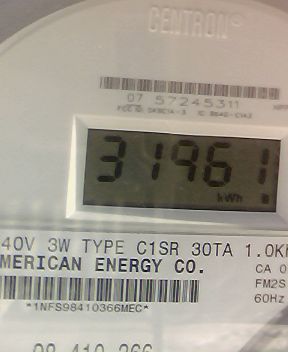 CENTRON®
07 57245311
31961
kWh
40V 3W TYPE C1SR 30TA 1.0K
MERICAN ENERGY CO.
CA 0
FM2S
60Hz
*1NFS98410366MEC*